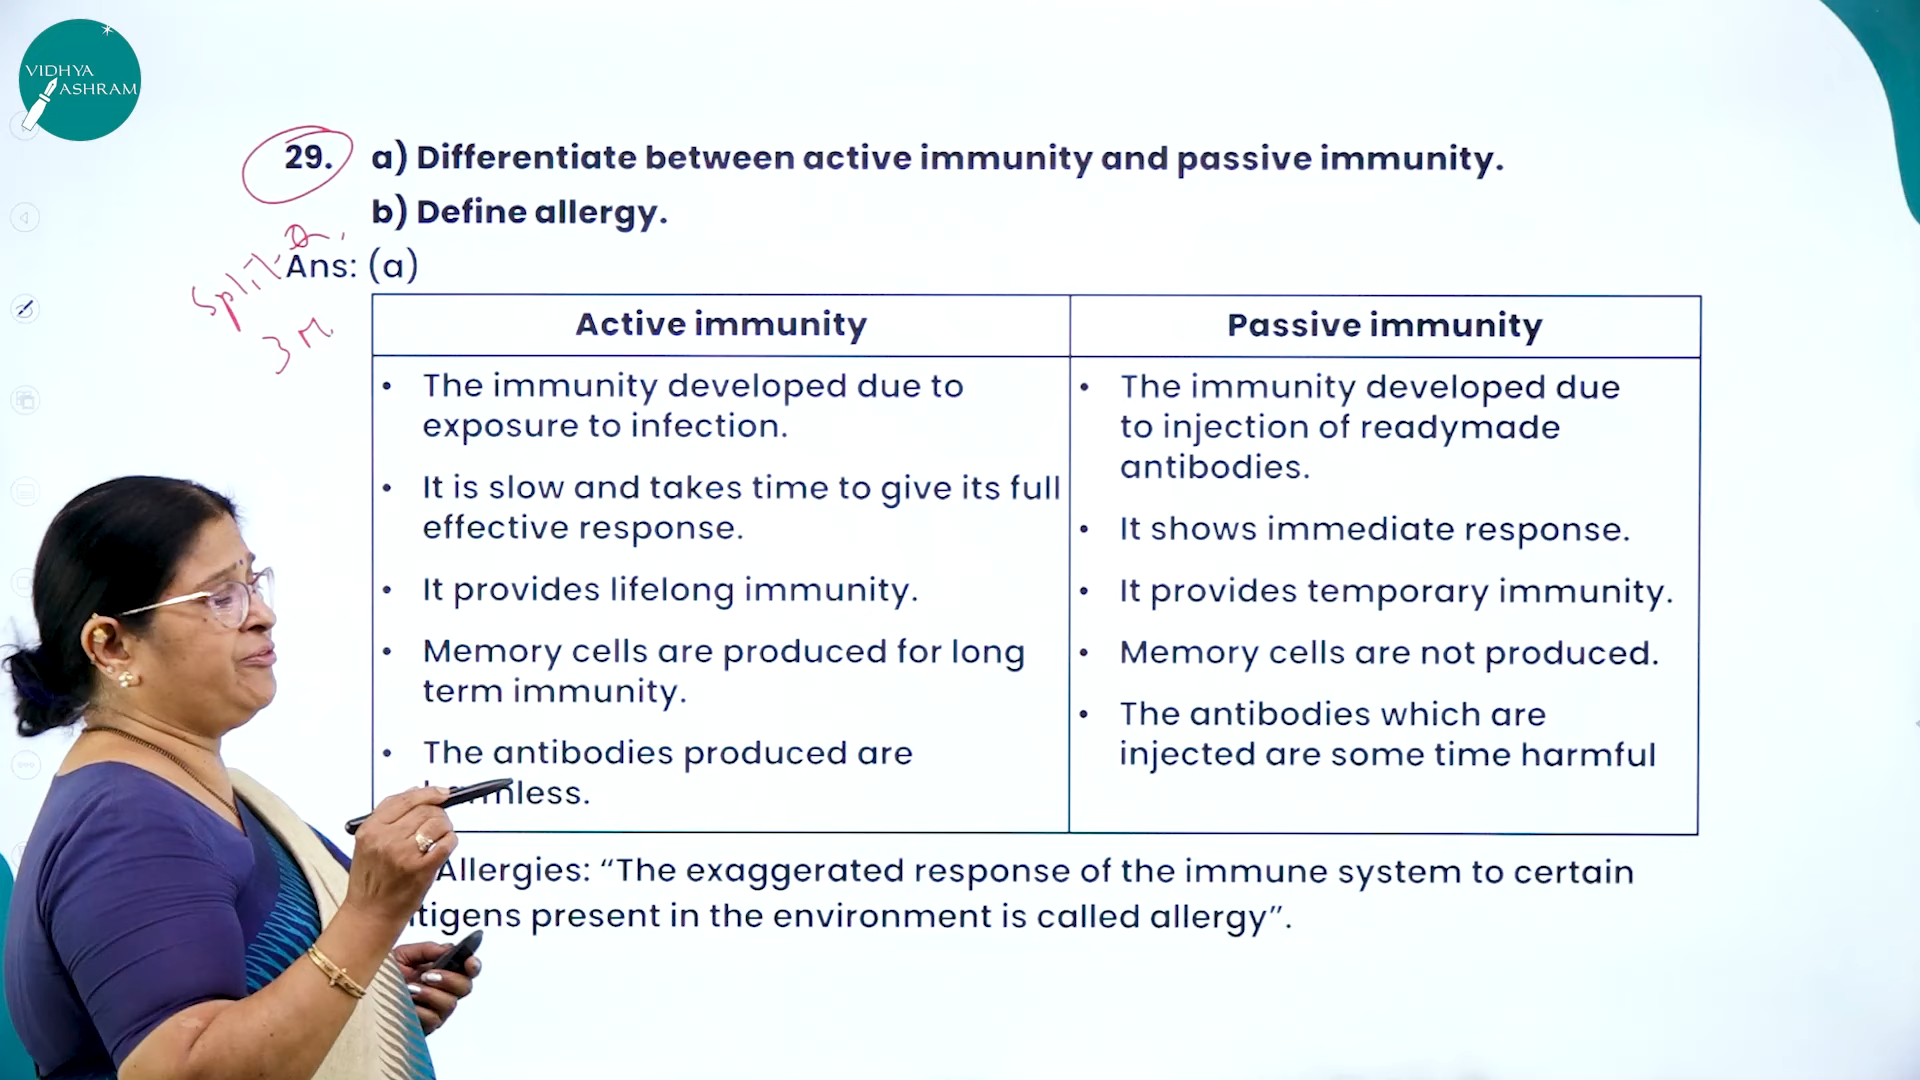 VIDHYA
ASHRAM
29. a) Differentiate between active immunity and passive immunity.
b) Define allergy.
Split Q.
3 M
Ans: (a)
Active immunity
• The immunity developed due to
exposure to infection.
• It is slow and takes time to give its full
effective response.
• It provides lifelong immunity.
• Memory cells are produced for long
term immunity.
• The antibodies produced are
harmless.
Passive immunity
• The immunity developed due
to injection of readymade
antibodies.
• It shows immediate response.
• It provides temporary immunity.
• Memory cells are not produced.
• The antibodies which are
injected are some time harmful
Allergies: “The exaggerated response of the immune system to certain
tigens present in the environment is called allergy”.